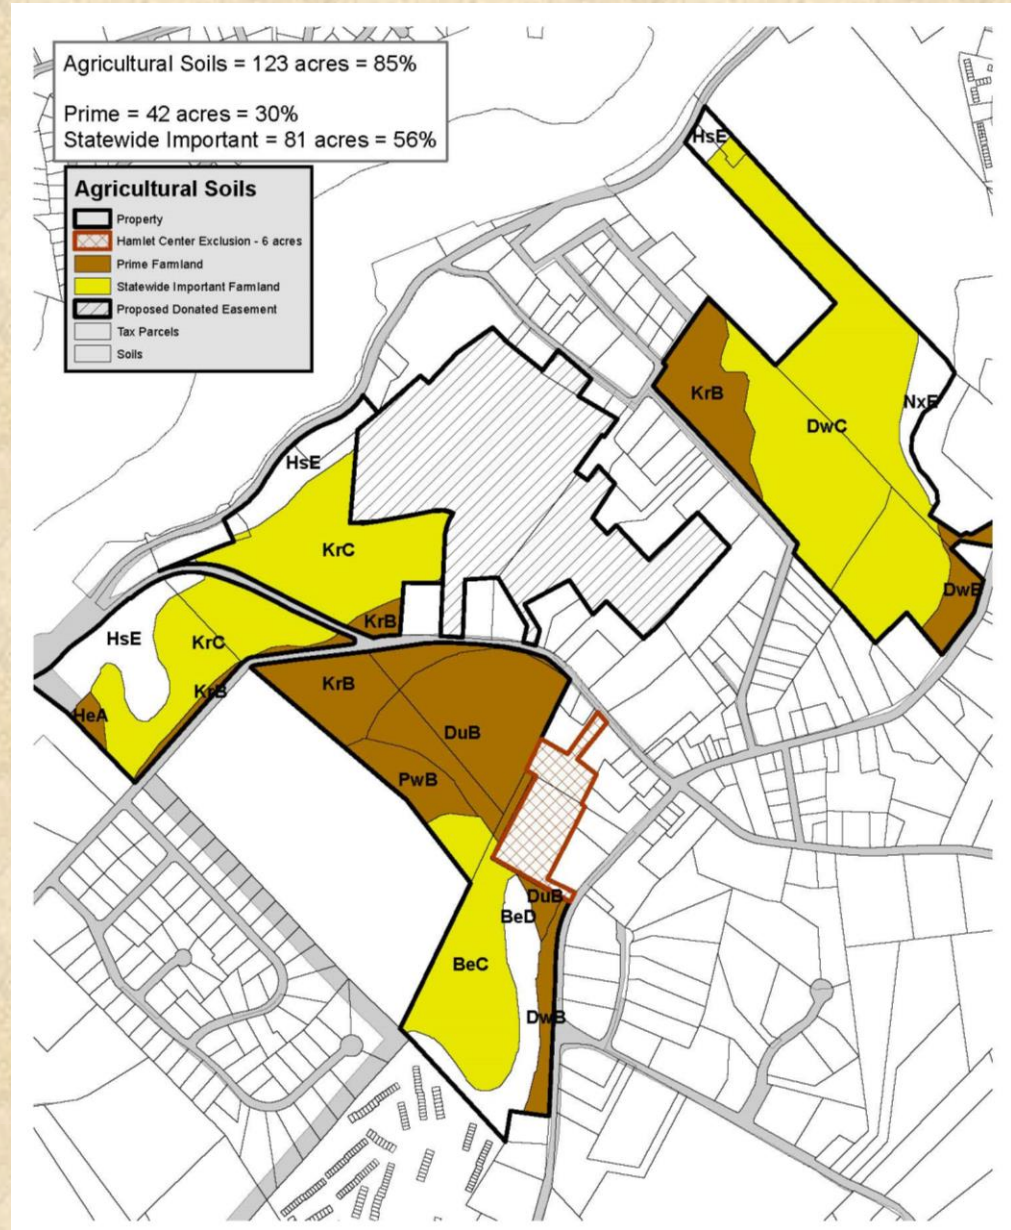 Agricultural Soils = 123 acres = 85%
Prime = 42 acres = 30%
Statewide Important = 81 acres = 56%
Agricultural Soils
Property
Hamlet Center Exclusion - 6 acres
Prime Farmland
Statewide Important Farmland
Proposed Donated Easement
Tax Parcels
Soils
HsE
KrB
NxE
DwC
HsE
KrC
DwB
KrB
HsE
KrC
KrB
KrB
HeA
DuB
PwB
DuB
BeD
BeC
DwB